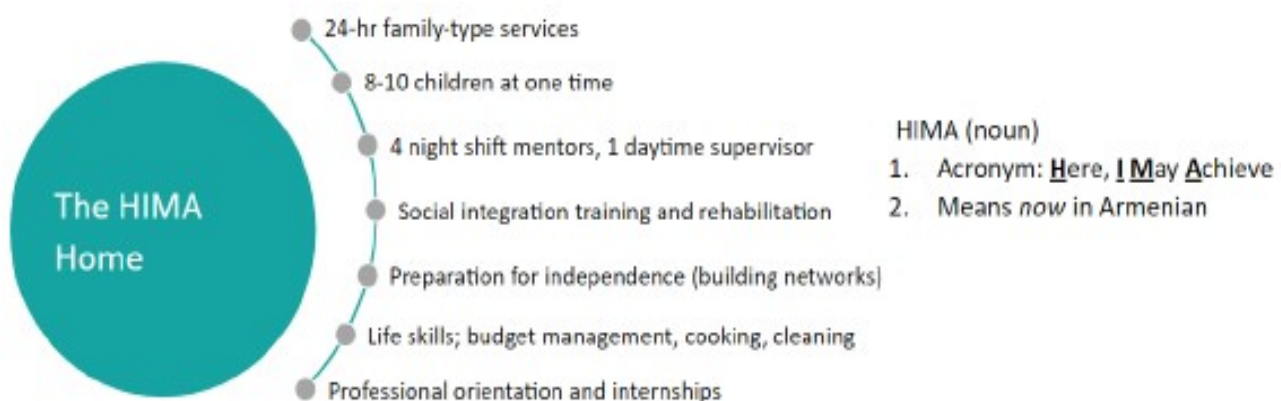 The HIMA
Home
24-hr family-type services
8-10 children at one time
4 night shift mentors, 1 daytime supervisor
Social integration training and rehabilitation
Preparation for independence (building networks)
Life skills; budget management, cooking, cleaning
Professional orientation and internships
HIMA (noun)
1. Acronym: Here, I May Achieve
2. Means now in Armenian